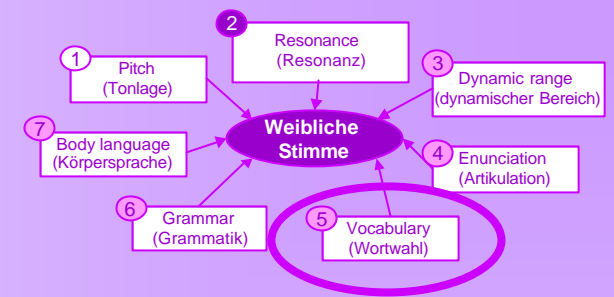 1
Pitch
(Tonlage)
2
Resonance
(Resonanz)
3
Dynamic range
(dynamischer Bereich)
4
Enunciation
(Artikulation)
5
Vocabulary
(Wortwahl)
6
Grammar
(Grammatik)
7
Body language
(Körpersprache)
Weibliche
Stimme